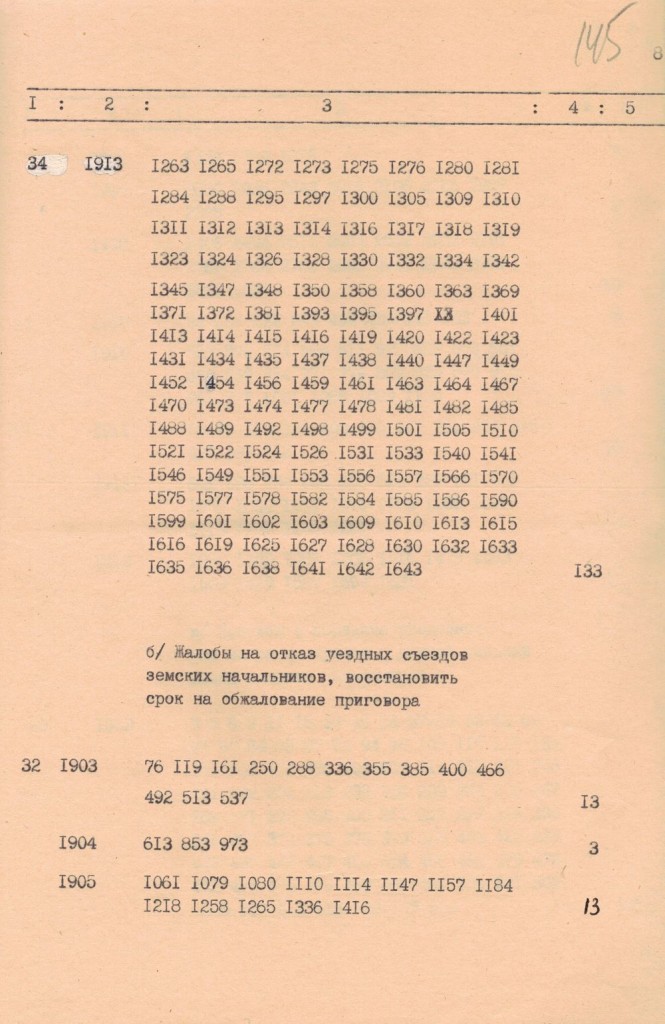 145
8
I : 2 : 3 : 4 : 5
34 I9I3 I263 I265 I272 I273 I275 I276 I280 I28I
I284 I288 I295 I297 I300 I305 I309 I3I0
I3II I3I2 I3I3 I3I4 I3I6 I3I7 I3I8 I3I9
I323 I324 I326 I328 I330 I332 I334 I342
I345 I347 I348 I350 I358 I360 I363 I369
I37I I372 I38I I393 I395 I397 XX I40I
I4I3 I4I4 I4I5 I4I6 I4I9 I420 I422 I423
I43I I434 I435 I437 I438 I440 I447 I449
I452 I454 I456 I459 I46I I463 I464 I467
I470 I473 I474 I477 I478 I48I I482 I485
I488 I489 I492 I498 I499 I50I I505 I5I0
I52I I522 I524 I526 I53I I533 I540 I54I
I546 I549 I55I I553 I556 I557 I566 I570
I575 I577 I578 I582 I584 I585 I586 I590
I599 I60I I602 I603 I609 I6I0 I6I3 I6I5
I6I6 I6I9 I625 I627 I628 I630 I632 I633
I635 I636 I638 I64I I642 I643 I33
б/ Жалобы на отказ уездных съездов
земских начальников, восстановить
срок на обжалование приговора
32 I903 76 II9 I6I 250 288 336 355 385 400 466
492 5I3 537 I3
I904 6I3 853 973 3
I905 I06I I079 I080 III0 III4 II47 II57 II84
I2I8 I258 I265 I336 I4I6 13